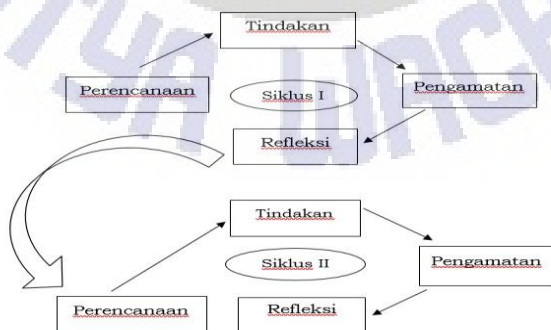 Tindakan
Perencanaan
Siklus I
Pengamatan
Refleksi
Tindakan
Siklus II
Pengamatan
Perencanaan
Refleksi